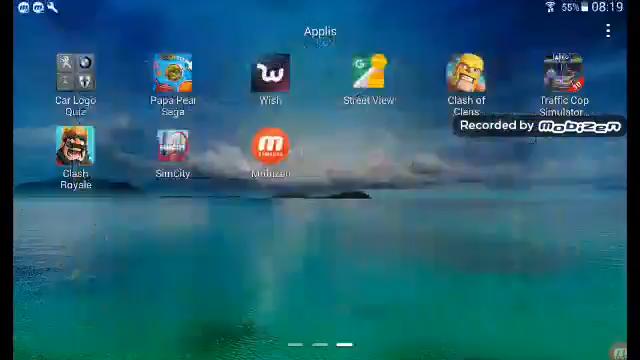 55% 08:19
Applis
Car Logo
Quiz
Papa Pear
Saga
Wish
Street View
Clash of
Clans
Traffic Cop
Simulator...
Recorded by mobizen
Clash
Royale
SimCity
Mobizen